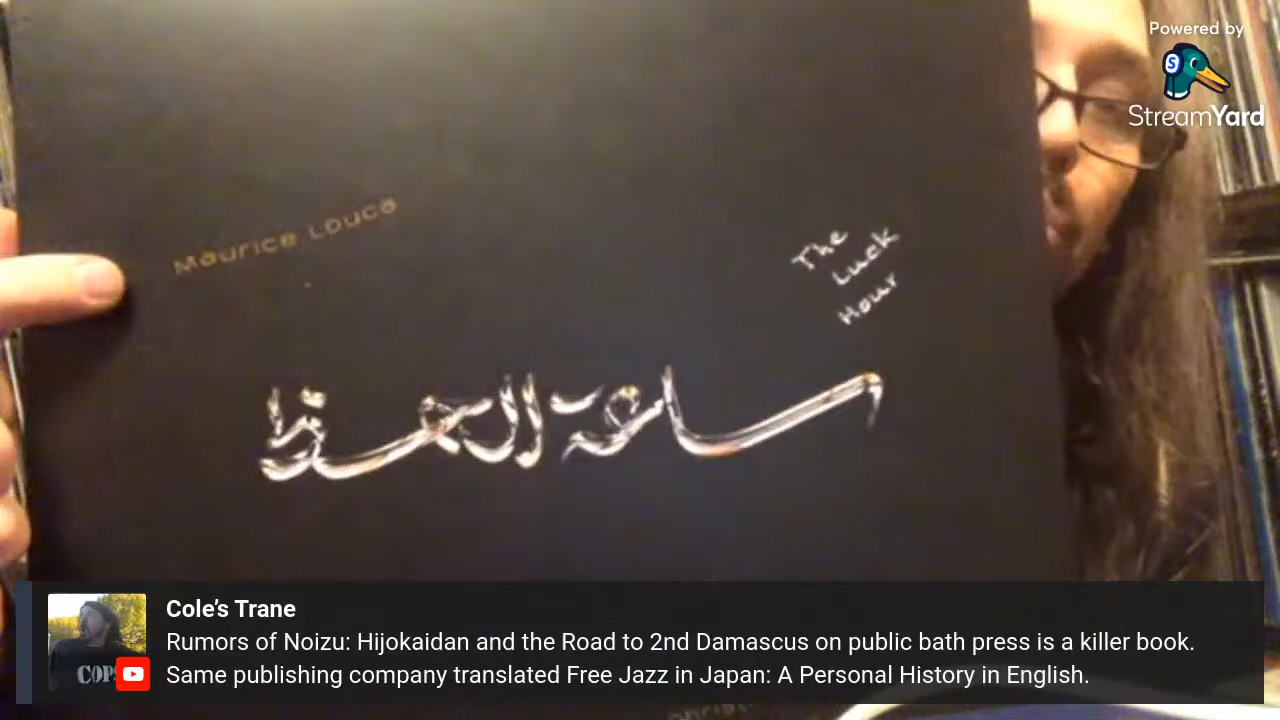 Powered by
StreamYard
Maurice Louca
The
Luck
Hour
ساعة الحظ
Cole’s Trane
Rumors of Noizu: Hijokaidan and the Road to 2nd Damascus on public bath press is a killer book.
Same publishing company translated Free Jazz in Japan: A Personal History in English.